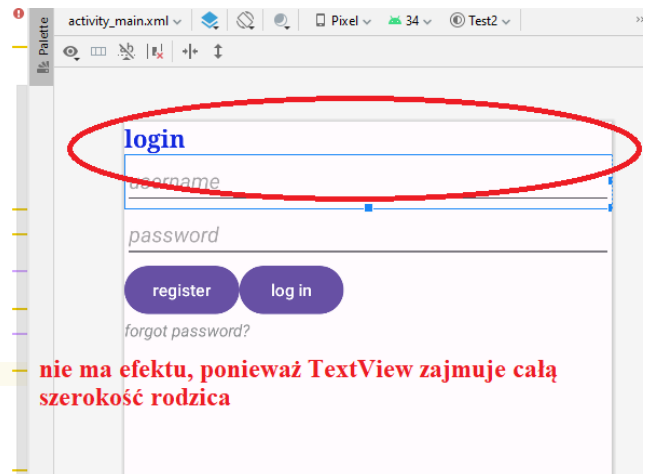 activity_main.xml
Pixel
34
Test2
Palette
login
username
password
register
log in
forgot password?
nie ma efektu, ponieważ TextView zajmuje całą
szerokość rodzica